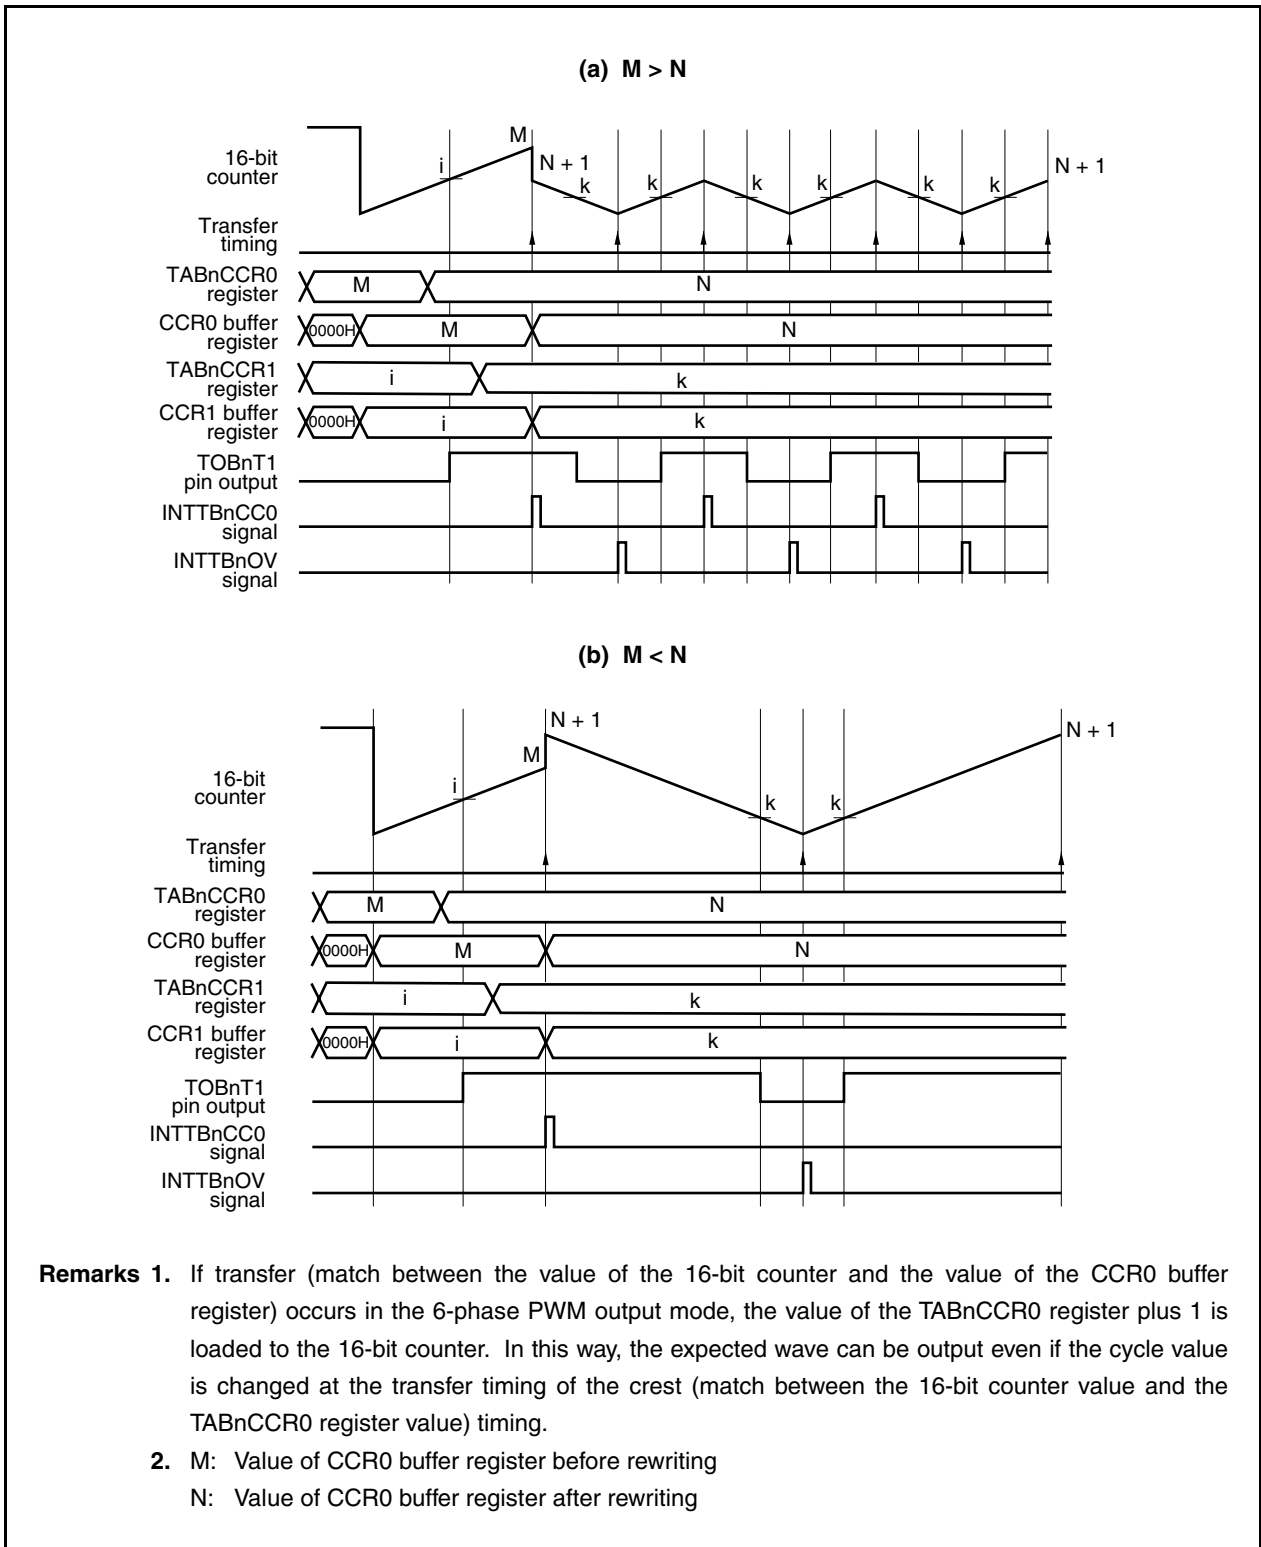 (a) M > N
16-bit
counter
i
M
N + 1
k
k
k
k
k
k
N + 1
Transfer
timing
TABnCCR0
register
M
N
CCR0 buffer
register
0000H
M
N
TABnCCR1
register
i
k
CCR1 buffer
register
0000H
i
k
TOBnT1
pin output
INTTBnCC0
signal
INTTBnOV
signal
(b) M < N
16-bit
counter
i
M
N + 1
k
k
N + 1
Transfer
timing
TABnCCR0
register
M
N
CCR0 buffer
register
0000H
M
N
TABnCCR1
register
i
k
CCR1 buffer
register
0000H
i
k
TOBnT1
pin output
INTTBnCC0
signal
INTTBnOV
signal
Remarks 1. If transfer (match between the value of the 16-bit counter and the value of the CCR0 buffer
register) occurs in the 6-phase PWM output mode, the value of the TABnCCR0 register plus 1 is
loaded to the 16-bit counter. In this way, the expected wave can be output even if the cycle value
is changed at the transfer timing of the crest (match between the 16-bit counter value and the
TABnCCR0 register value) timing.
2. M: Value of CCR0 buffer register before rewriting
N: Value of CCR0 buffer register after rewriting